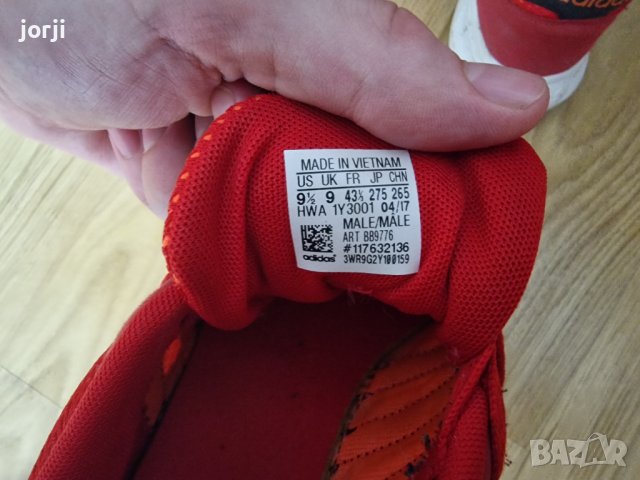 jorji
adidas
MADE IN VIETNAM
US UK FR JP CHN
9½ 9 43⅓ 275 265
HWA 1Y3001 04/17
MALE/MÂLE
ART BB9776
#117632136
adidas 3WR9G2Y100159
BAZAR